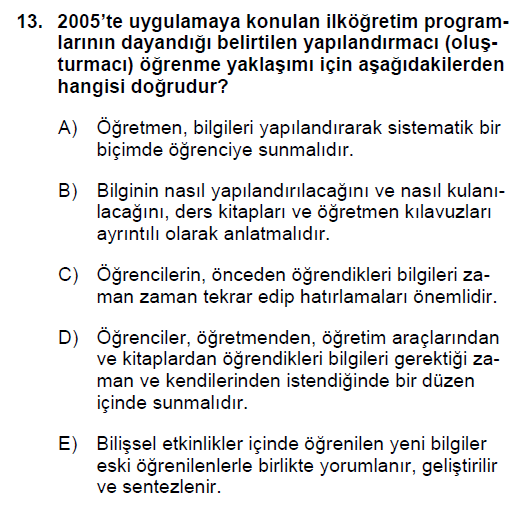 13. 2005’te uygulamaya konulan ilköğretim program-
larının dayandığı belirtilen yapılandırmacı (oluş-
turmacı) öğrenme yaklaşımı için aşağıdakilerden
hangisi doğrudur?
A) Öğretmen, bilgileri yapılandırarak sistematik bir
biçimde öğrenciye sunmalıdır.
B) Bilginin nasıl yapılandırılacağını ve nasıl kulanı-
lacağını, ders kitapları ve öğretmen kılavuzları
ayrıntılı olarak anlatmalıdır.
C) Öğrencilerin, önceden öğrendikleri bilgileri za-
man zaman tekrar edip hatırlamaları önemlidir.
D) Öğrenciler, öğretmenden, öğretim araçlarından
ve kitaplardan öğrendikleri bilgileri gerektiği za-
man ve kendilerinden istendiğinde bir düzen
içinde sunmalıdır.
E) Bilişsel etkinlikler içinde öğrenilen yeni bilgiler
eski öğrenilenlerle birlikte yorumlanır, geliştirilir
ve sentezlenir.